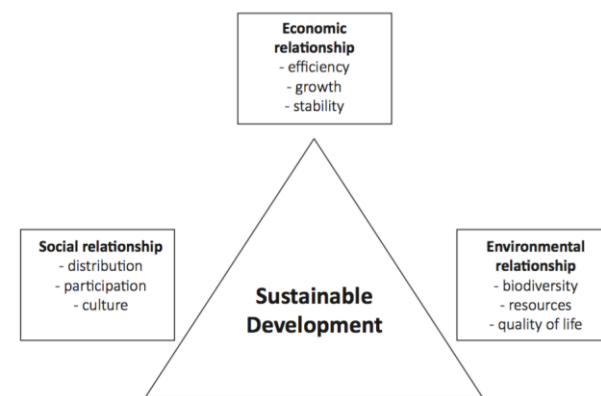 Economic
relationship
- efficiency
- growth
- stability
Social relationship
- distribution
- participation
- culture
Environmental
relationship
- biodiversity
- resources
- quality of life
Sustainable
Development